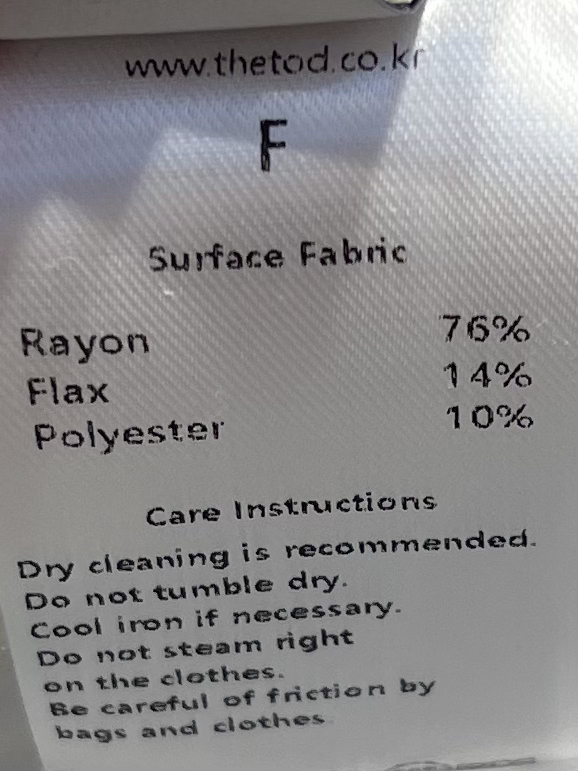 www.thetod.co.kr
F
Surface Fabric
Rayon 76%
Flax 14%
Polyester 10%
Care Instructions
Dry cleaning is recommended.
Do not tumble dry.
Cool iron if necessary.
Do not steam right
on the clothes.
Be careful of friction by
bags and clothes